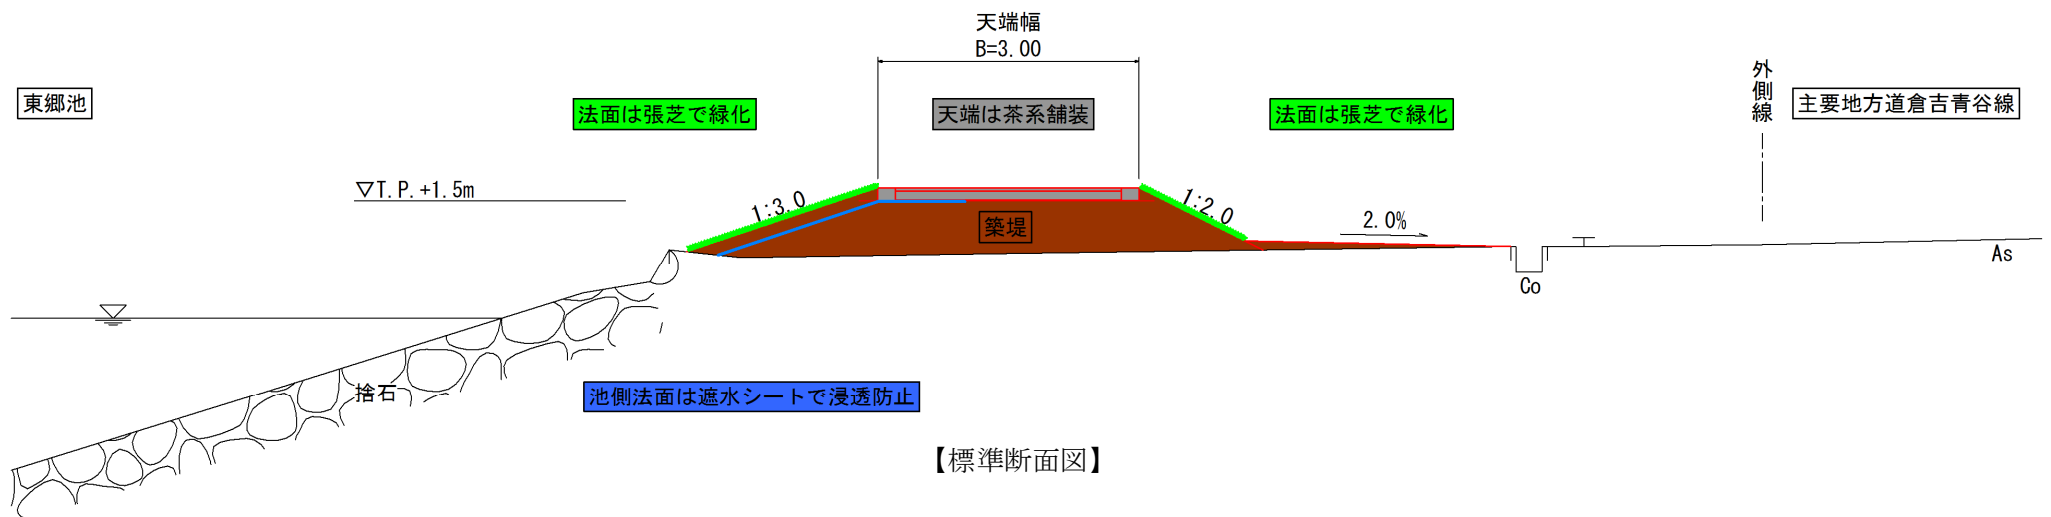 天端幅
B=3.00
東郷池
法面は張芝で緑化
天端は茶系舗装
法面は張芝で緑化
外側線
主要地方道倉吉青谷線
▽T.P.+1.5m
1:3.0
築堤
1:2.0
2.0%
Co
As
捨石
池側法面は遮水シートで浸透防止
【標準断面図】